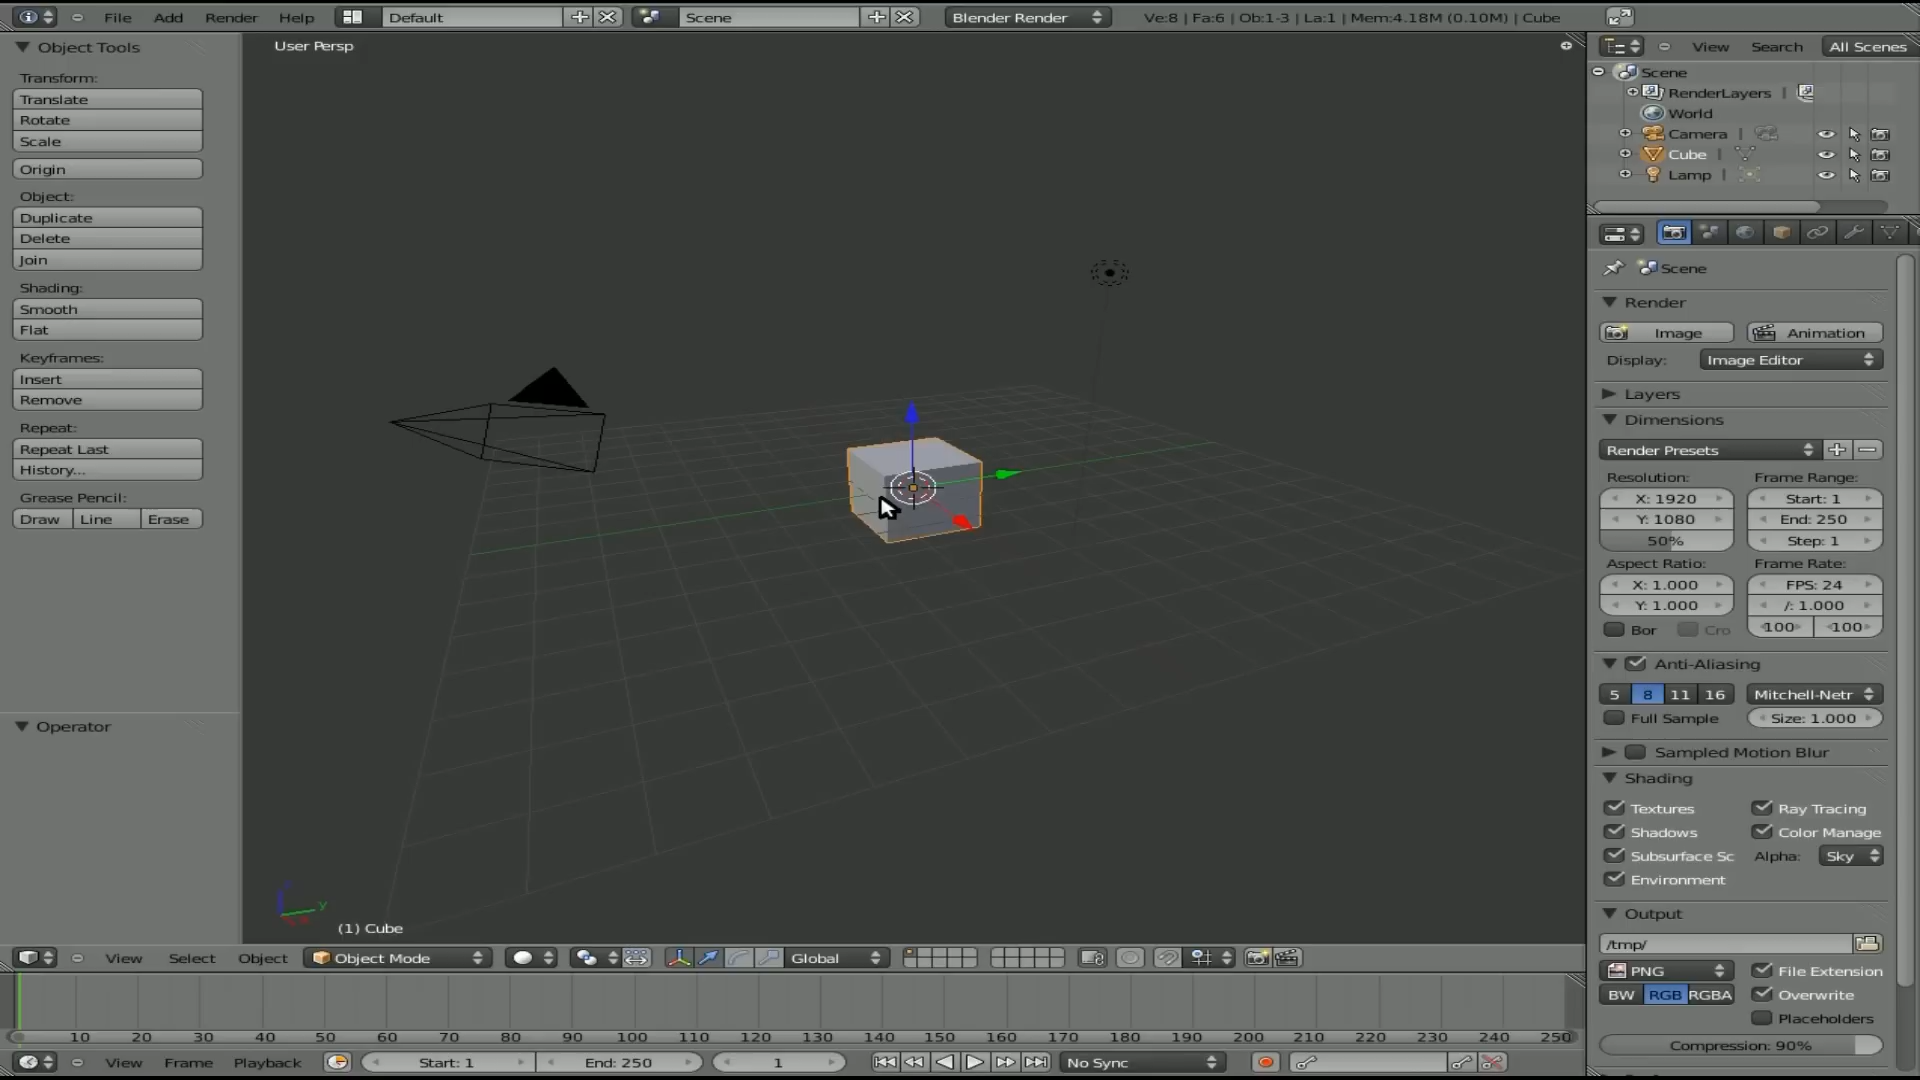 File Add Render Help Default Scene Blender Render Ve:8 | Fa:6 | Ob:1-3 | La:1 | Mem:4.18M (0.10M) | Cube
Object Tools
Transform:
Translate
Rotate
Scale
Origin
Object:
Duplicate
Delete
Join
Shading:
Smooth
Flat
Keyframes:
Insert
Remove
Repeat:
Repeat Last
History...
Grease Pencil:
Draw Line Erase
Operator
User Persp
y
(1) Cube
View Select Object Object Mode Global
10 20 30 40 50 60 70 80 90 100 110 120 130 140 150 160 170 180 190 200 210 220 230 240 250
View Frame Playback Start: 1 End: 250 1 No Sync
View Search All Scenes
Scene
RenderLayers |
World
Camera |
Cube |
Lamp |
Scene
Render
Image Animation
Display: Image Editor
Layers
Dimensions
Render Presets
Resolution: Frame Range:
X: 1920 Start: 1
Y: 1080 End: 250
50% Step: 1
Aspect Ratio: Frame Rate:
X: 1.000 FPS: 24
Y: 1.000 /: 1.000
Bor Cro 100 100
Anti-Aliasing
5 8 11 16 Mitchell-Netr
Full Sample Size: 1.000
Sampled Motion Blur
Shading
Textures Ray Tracing
Shadows Color Manage
Subsurface Sc Alpha: Sky
Environment
Output
/tmp/
PNG File Extension
BW RGB RGBA Overwrite
Placeholders
Compression: 90%